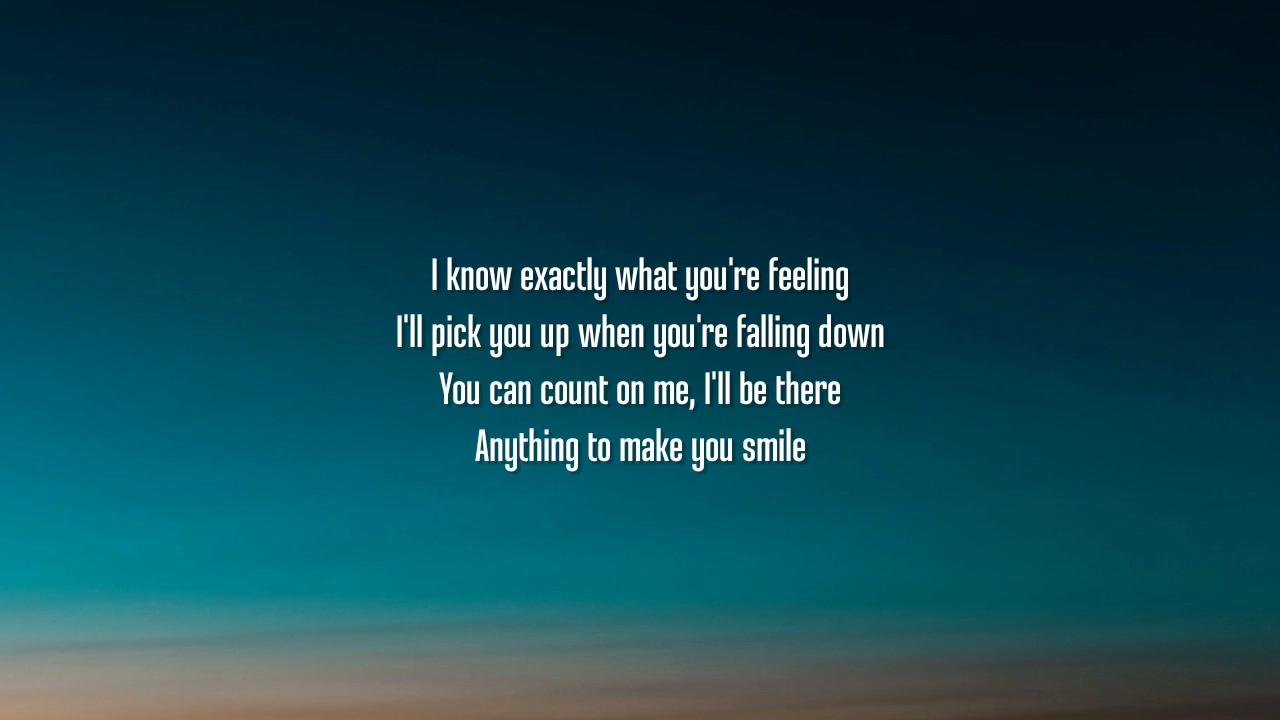 I know exactly what you're feeling
I'll pick you up when you're falling down
You can count on me, I'll be there
Anything to make you smile